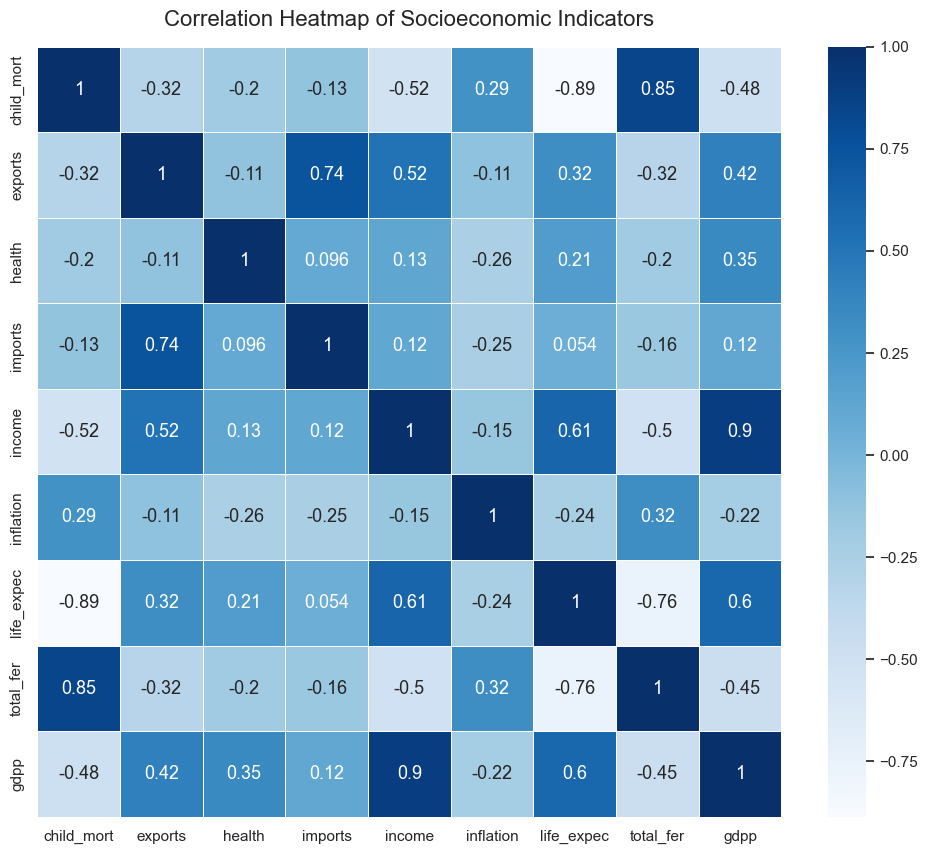 Correlation Heatmap of Socioeconomic Indicators
child_mort 1 -0.32 -0.2 -0.13 -0.52 0.29 -0.89 0.85 -0.48
exports -0.32 1 -0.11 0.74 0.52 -0.11 0.32 -0.32 0.42
health -0.2 -0.11 1 0.096 0.13 -0.26 0.21 -0.2 0.35
imports -0.13 0.74 0.096 1 0.12 -0.25 0.054 -0.16 0.12
income -0.52 0.52 0.13 0.12 1 -0.15 0.61 -0.5 0.9
inflation 0.29 -0.11 -0.26 -0.25 -0.15 1 -0.24 0.32 -0.22
life_expec -0.89 0.32 0.21 0.054 0.61 -0.24 1 -0.76 0.6
total_fer 0.85 -0.32 -0.2 -0.16 -0.5 0.32 -0.76 1 -0.45
gdpp -0.48 0.42 0.35 0.12 0.9 -0.22 0.6 -0.45 1
child_mort exports health imports income inflation life_expec total_fer gdpp
1.00
0.75
0.50
0.25
0.00
−0.25
−0.50
−0.75